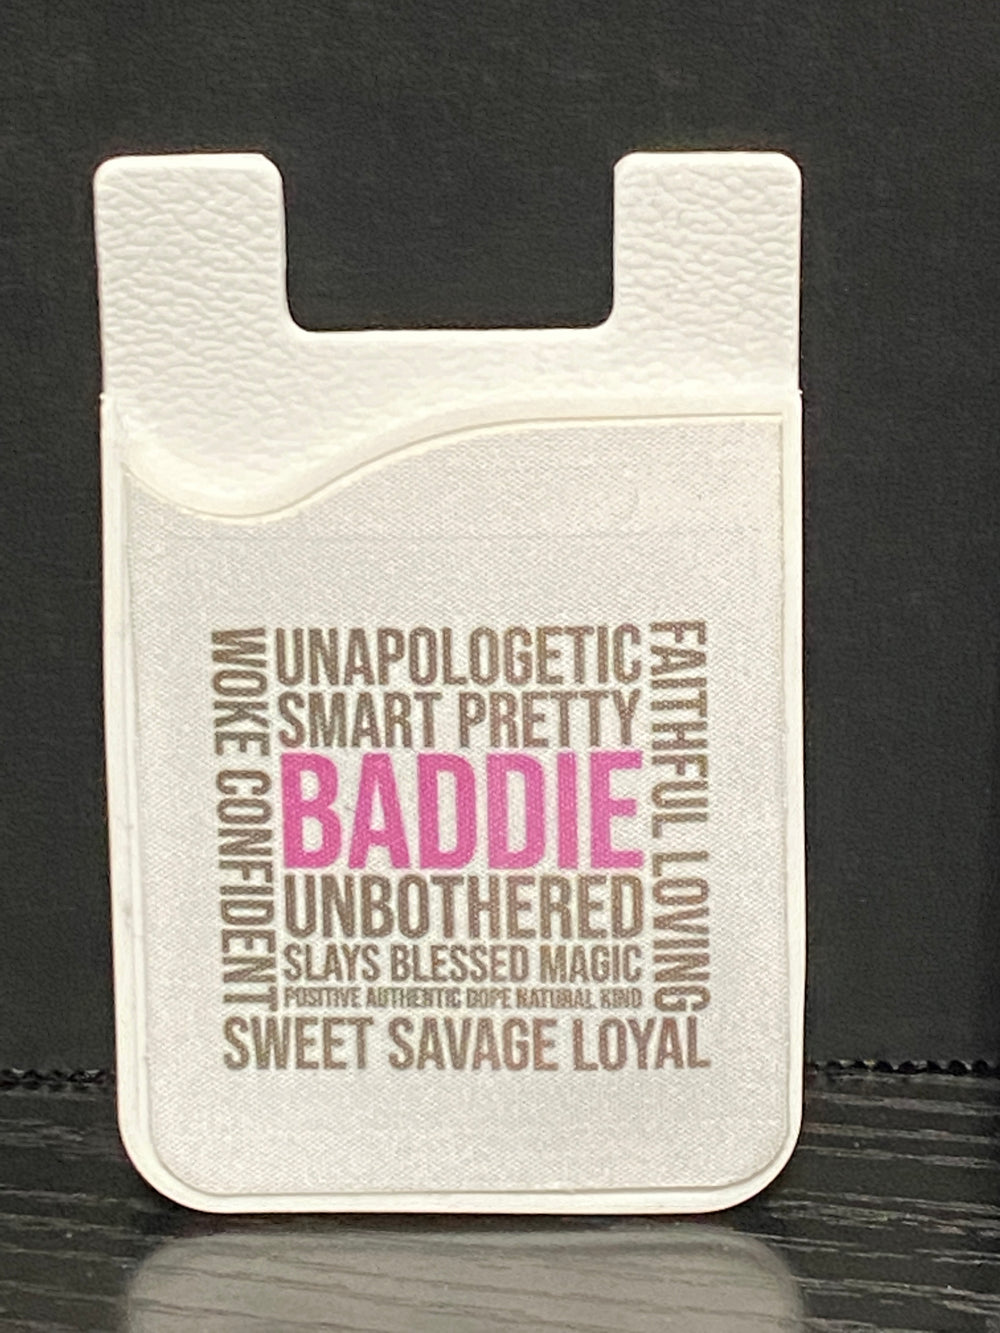 WOKE CONFIDENT
UNAPOLOGETIC
SMART PRETTY
BADDIE
UNBOTHERED
SLAYS BLESSED MAGIC
POSITIVE AUTHENTIC DOPE NATURAL KIND
SWEET SAVAGE LOYAL
FAITHFUL LOVING